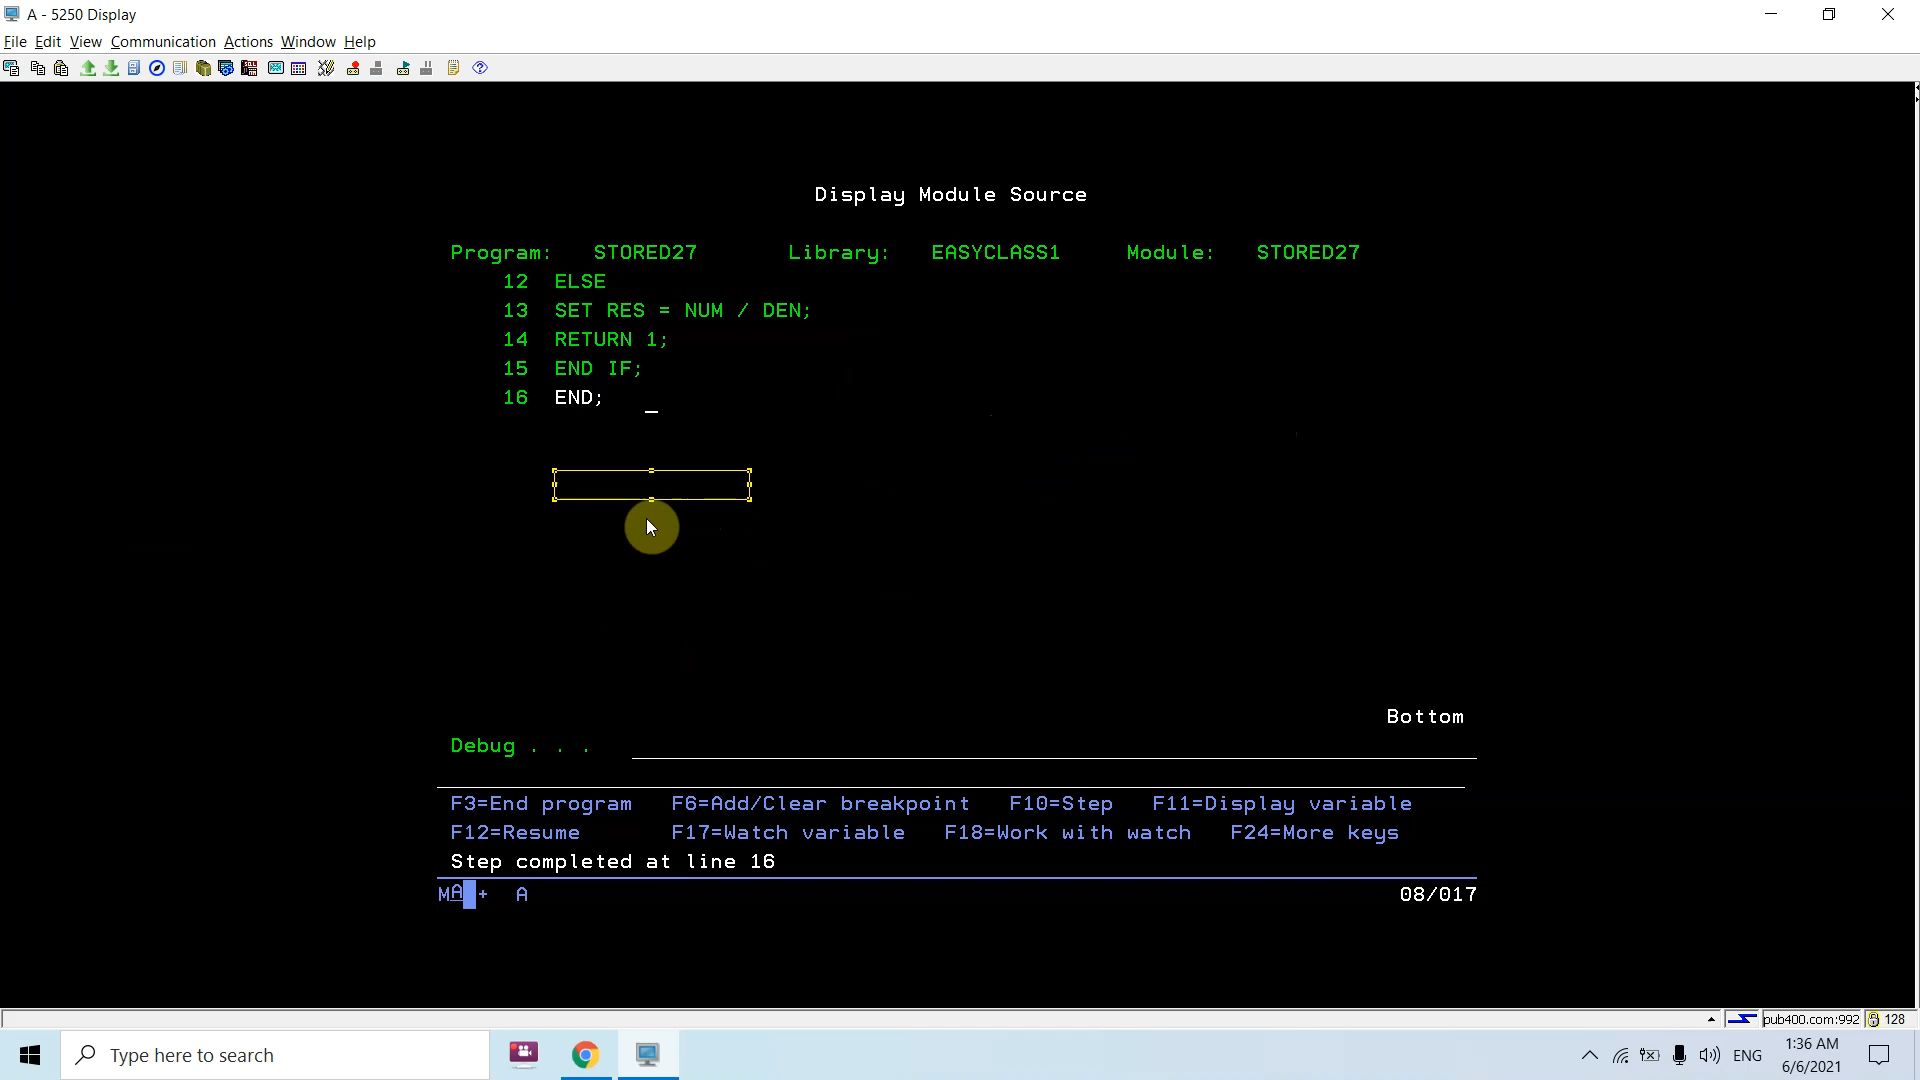 A - 5250 Display
File Edit View Communication Actions Window Help
Display Module Source
Program: STORED27 Library: EASYCLASS1 Module: STORED27
12 ELSE
13 SET RES = NUM / DEN;
14 RETURN 1;
15 END IF;
16 END;
Bottom
Debug . . .
F3=End program F6=Add/Clear breakpoint F10=Step F11=Display variable
F12=Resume F17=Watch variable F18=Work with watch F24=More keys
Step completed at line 16
MA + A 08/017
pub400.com:992 128
Type here to search
ENG
1:36 AM
6/6/2021